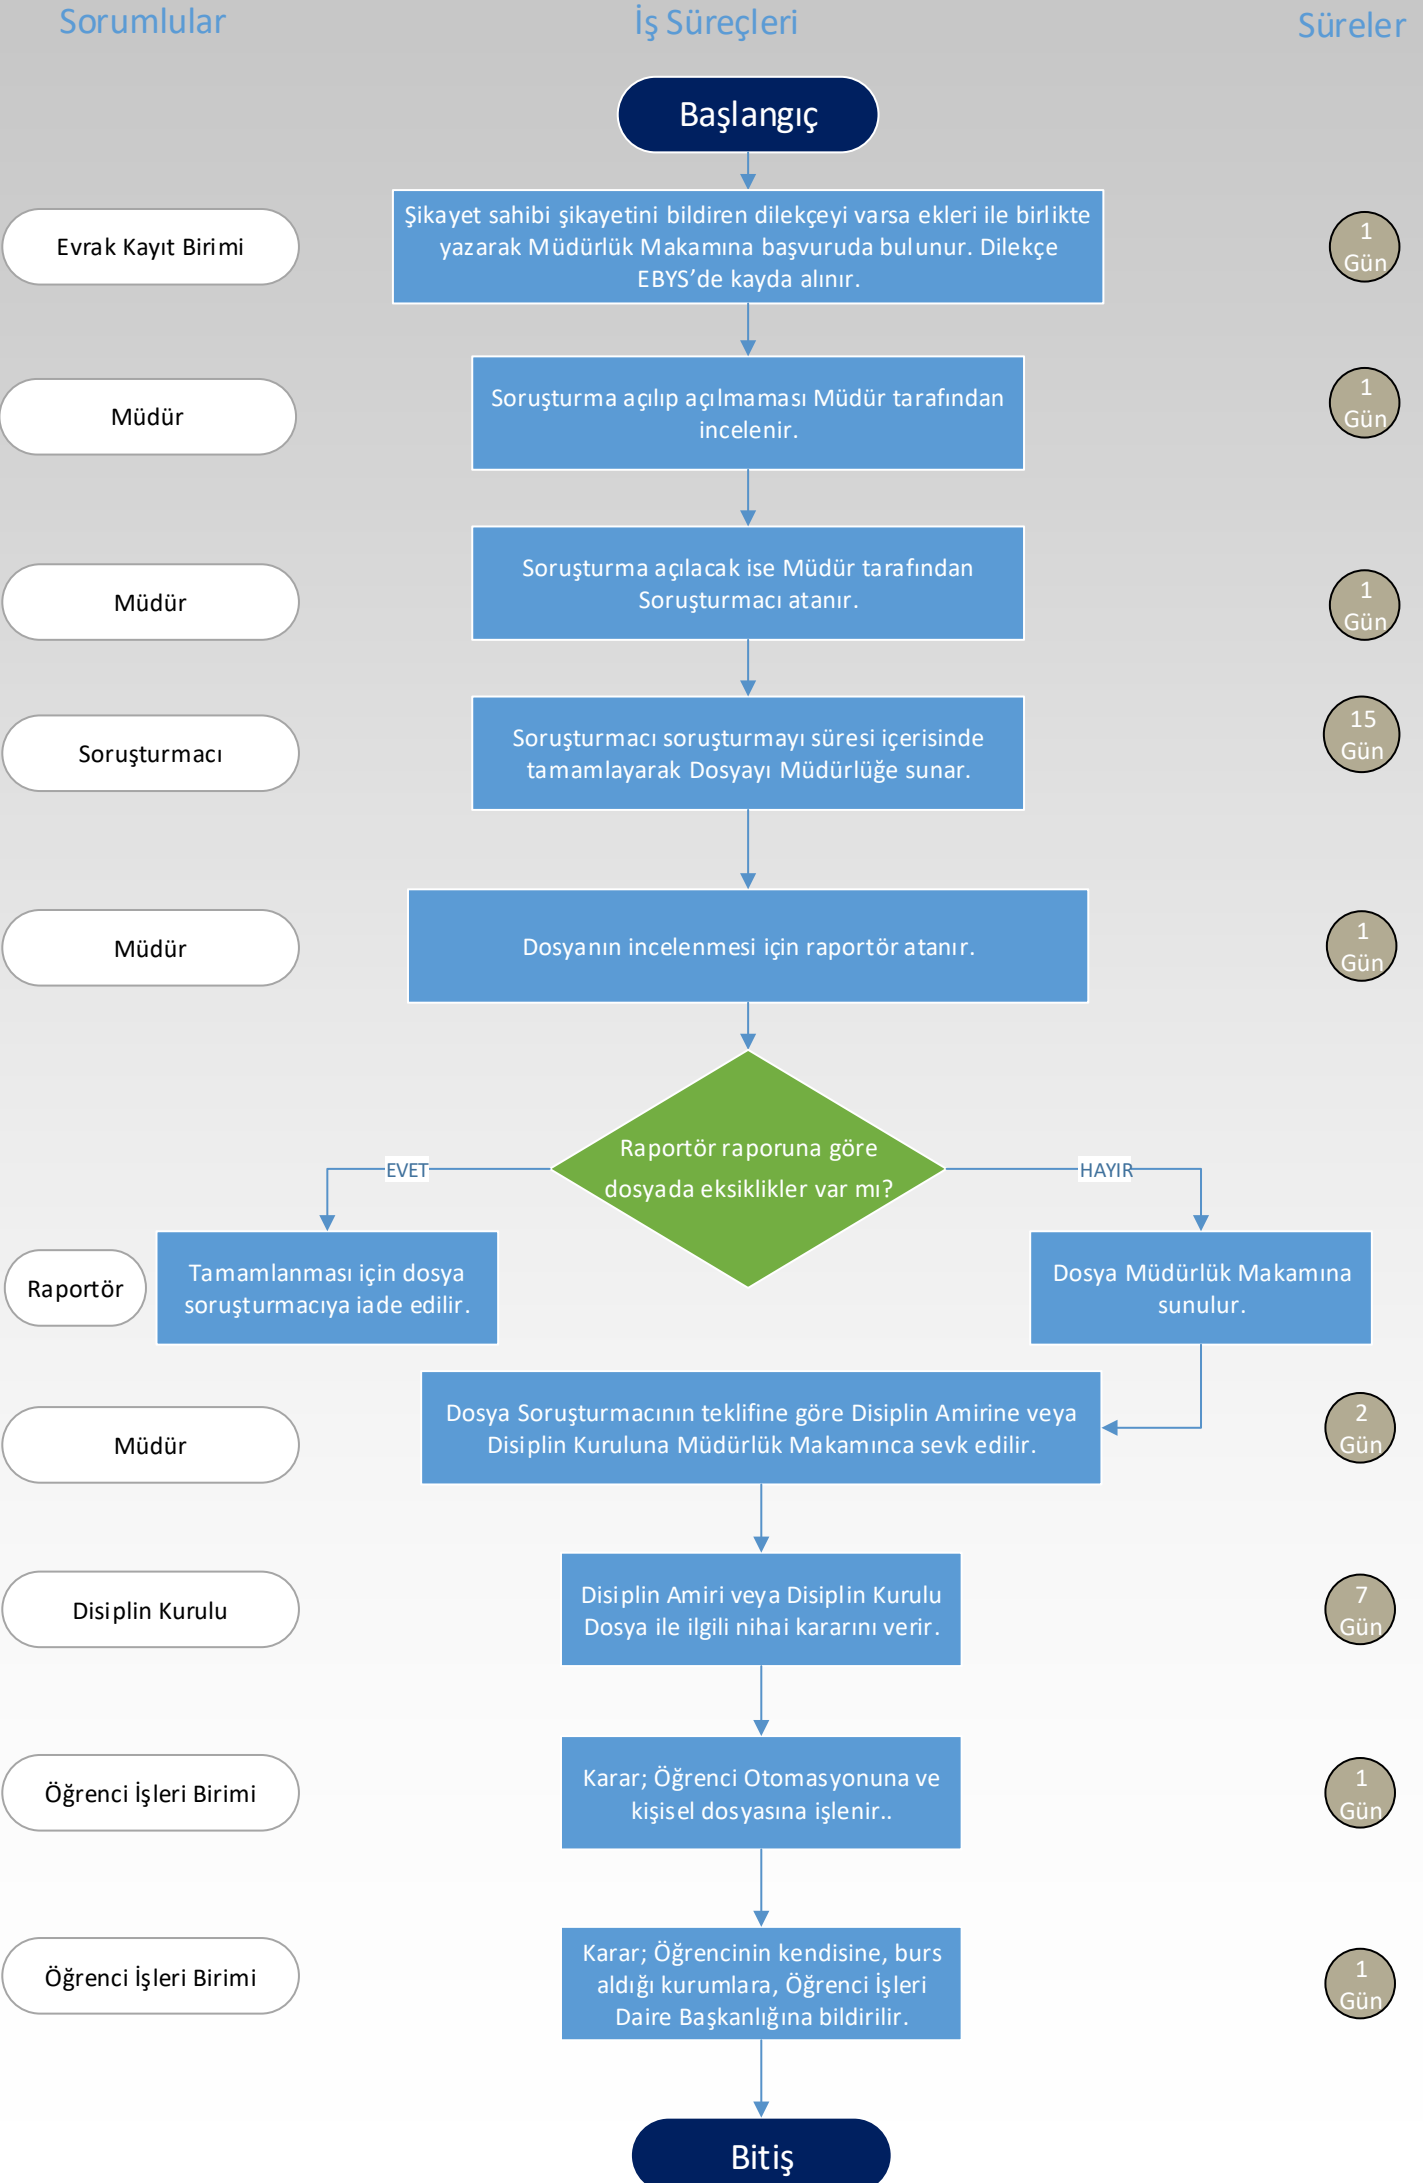 Sorumlular
İş Süreçleri
Süreler
Başlangıç
Evrak Kayıt Birimi
Şikayet sahibi şikayetini bildiren dilekçeyi varsa ekleri ile birlikte
yazarak Müdürlük Makamına başvuruda bulunur. Dilekçe
EBYS’de kayda alınır.
1
Gün
Müdür
Soruşturma açılıp açılmaması Müdür tarafından
incelenir.
1
Gün
Müdür
Soruşturma açılacak ise Müdür tarafından
Soruşturmacı atanır.
1
Gün
Soruşturmacı
Soruşturmacı soruşturmayı süresi içerisinde
tamamlayarak Dosyayı Müdürlüğe sunar.
15
Gün
Müdür
Dosyanın incelenmesi için raportör atanır.
1
Gün
Raportör raporuna göre
dosyada eksiklikler var mı?
EVET
HAYIR
Raportör
Tamamlanması için dosya
soruşturmacıya iade edilir.
Dosya Müdürlük Makamına
sunulur.
Müdür
Dosya Soruşturmacının teklifine göre Disiplin Amirine veya
Disiplin Kuruluna Müdürlük Makamınca sevk edilir.
2
Gün
Disiplin Kurulu
Disiplin Amiri veya Disiplin Kurulu
Dosya ile ilgili nihai kararını verir.
7
Gün
Öğrenci İşleri Birimi
Karar; Öğrenci Otomasyonuna ve
kişisel dosyasına işlenir..
1
Gün
Öğrenci İşleri Birimi
Karar; Öğrencinin kendisine, burs
aldığı kurumlara, Öğrenci İşleri
Daire Başkanlığına bildirilir.
1
Gün
Bitiş